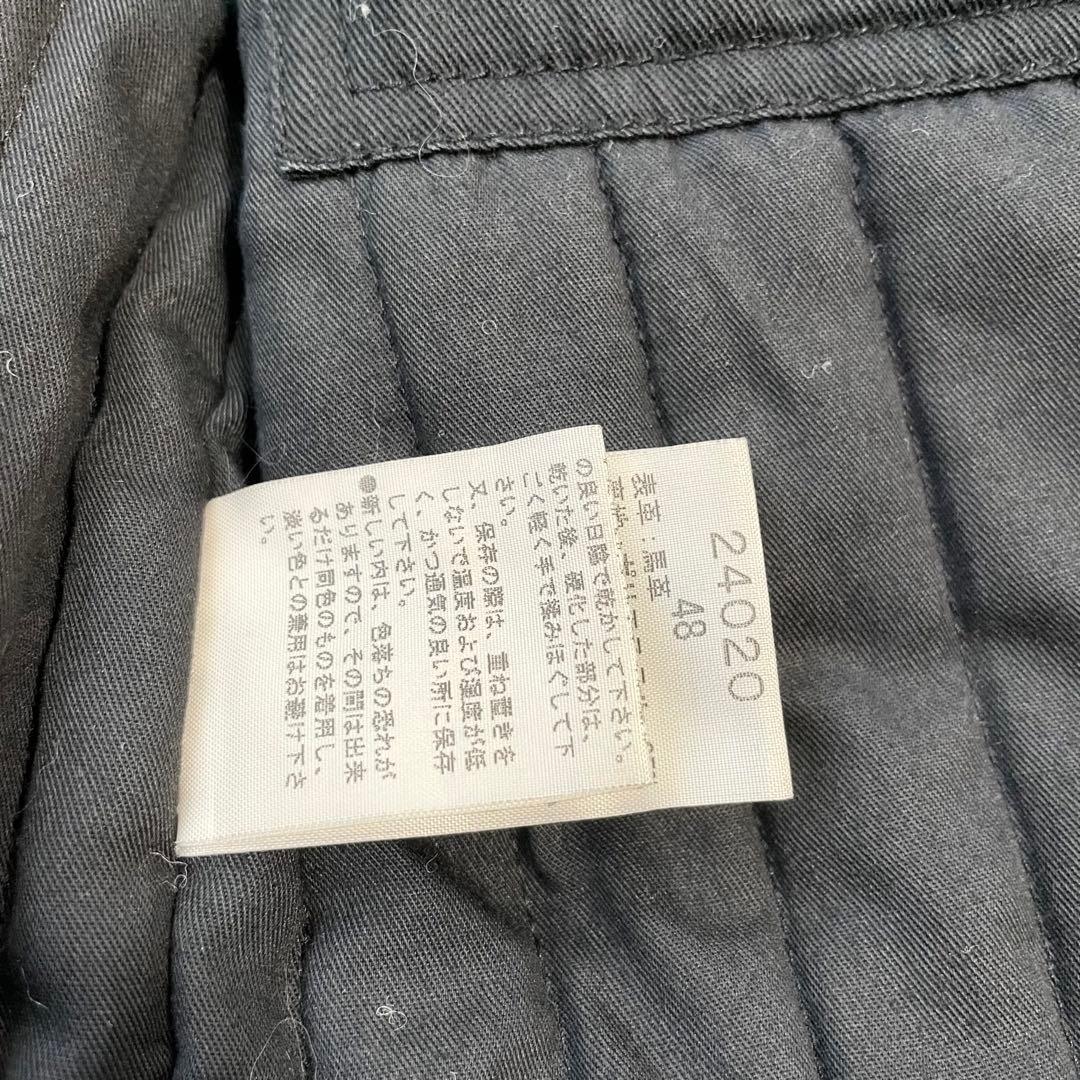 24020
48
表革:馬革
の良い日陰で乾かして下さい。
乾いた後、硬化した部分は、
ごく軽く手で揉みほぐして下
さい。
又、保存の際は、重ね置きを
しないで温度および湿度が低
く、かつ通気の良い所に保存
して下さい。
●新しい内は、色落ちの恐れが
ありますので、その間は出来
るだけ同色のものを着用し、
淡い色との兼用はお避け下さ
い。